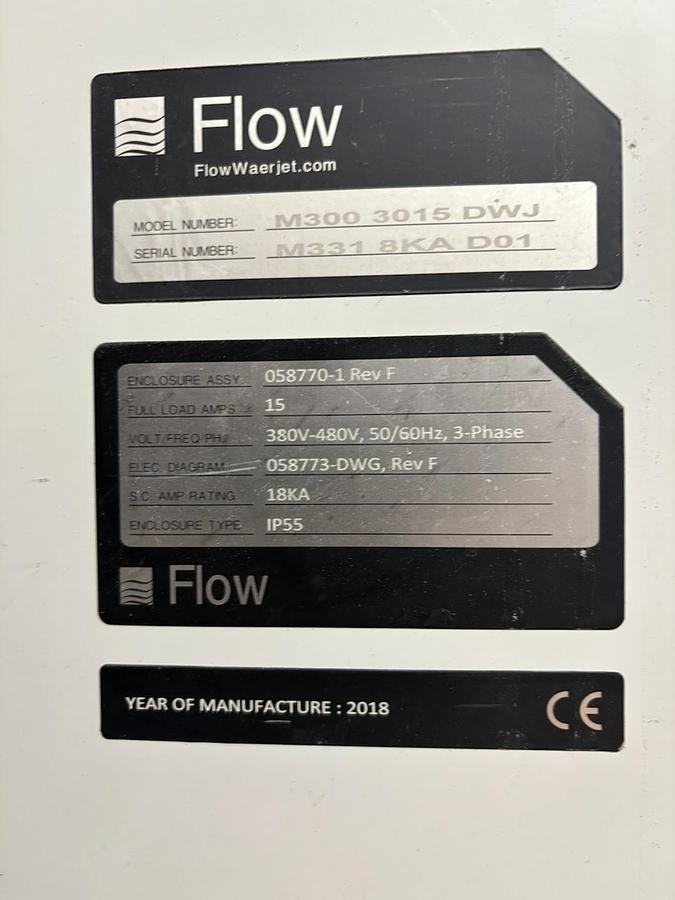 Flow
FlowWaerjet.com
MODEL NUMBER: M300 3015 DWJ
SERIAL NUMBER: M331 8KA D01
ENCLOSURE ASSY 058770-1 Rev F
FULL LOAD AMPS 15
VOLT/FREQ/PH.: 380V-480V, 50/60Hz, 3-Phase
ELEC DIAGRAM 058773-DWG, Rev F
S.C. AMP RATING 18KA
ENCLOSURE TYPE IP55
Flow
YEAR OF MANUFACTURE : 2018 CE